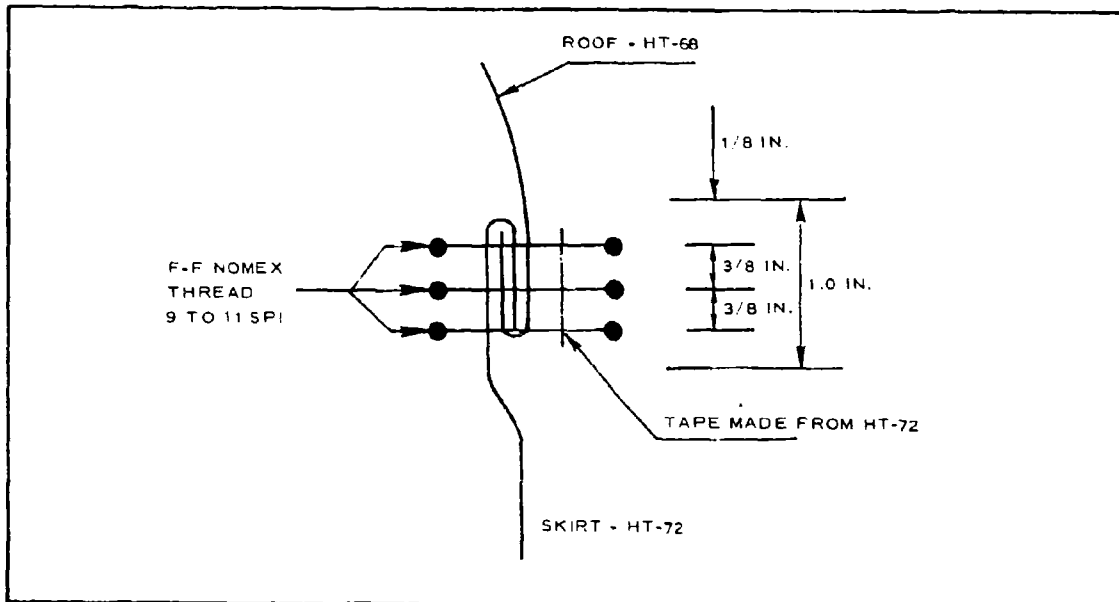 ROOF - HT-68
1/8 IN.
F-F NOMEX
THREAD
9 TO 11 SPI
3/8 IN.
3/8 IN.
1.0 IN.
TAPE MADE FROM HT-72
SKIRT - HT-72